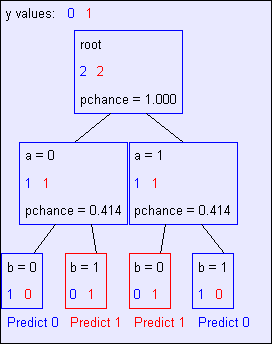 y values: 0 1
root
2 2
pchance = 1.000
a = 0
1 1
pchance = 0.414
a = 1
1 1
pchance = 0.414
b = 0
1 0
b = 1
0 1
b = 0
0 1
b = 1
1 0
Predict 0
Predict 1
Predict 1
Predict 0